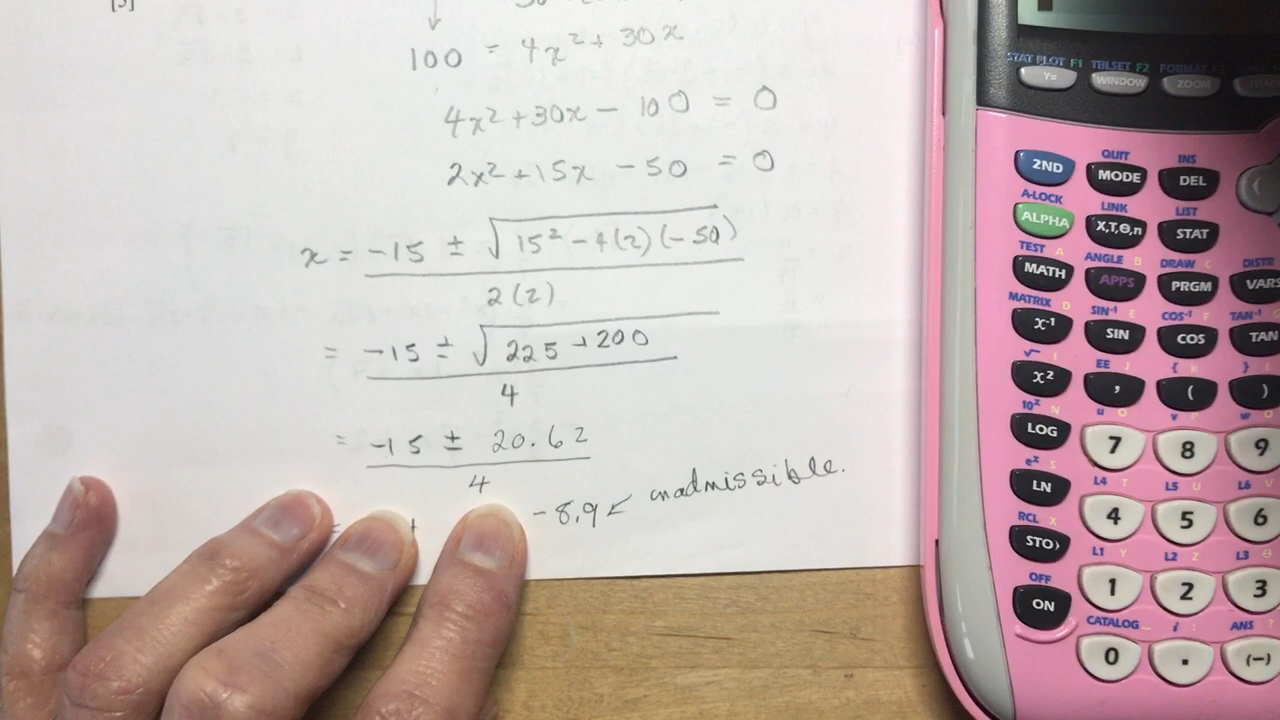 [5]
100 = 4x² + 30x
4x² + 30x - 100 = 0
2x² + 15x - 50 = 0
x = -15 ± √15² - 4(2)(-50)
2(2)
= -15 ± √225 + 200
4
= -15 ± 20.62
4
= -8.9 ← inadmissible.
STAT PLOT F1 TBLSET F2 FORMAT
Y= WINDOW ZOOM
QUIT INS
2ND MODE DEL
A-LOCK LINK LIST
ALPHA X,T,Θ,n STAT
TEST A ANGLE B DRAW C DISTR
MATH APPS PRGM VARS
MATRIX D SIN⁻¹ E COS⁻¹ F TAN⁻¹
X⁻¹ SIN COS TAN
√ I EE J { K } L
X² , ( )
10ˣ N u O v P w
LOG 7 8 9
eˣ S L4 T L5 U L6 V
LN 4 5 6
RCL X L1 Y L2 Z L3 θ
STO› 1 2 3
OFF CATALOG _ i : ANS ?
ON 0 . (-)